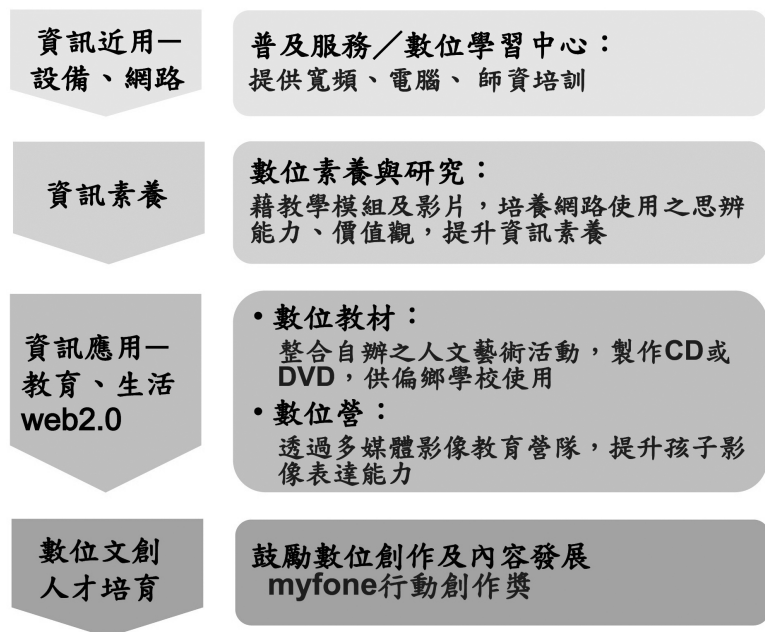 資訊近用－
設備、網路
普及服務／數位學習中心：
提供寬頻、電腦、 師資培訓
資訊素養
數位素養與研究：
藉教學模組及影片，培養網路使用之思辨
能力、價值觀，提升資訊素養
資訊應用－
教育、生活
web2.0
• 數位教材：
整合自辦之人文藝術活動，製作CD或
DVD，供偏鄉學校使用
• 數位營：
透過多媒體影像教育營隊，提升孩子影
像表達能力
數位文創
人才培育
鼓勵數位創作及內容發展
myfone行動創作獎